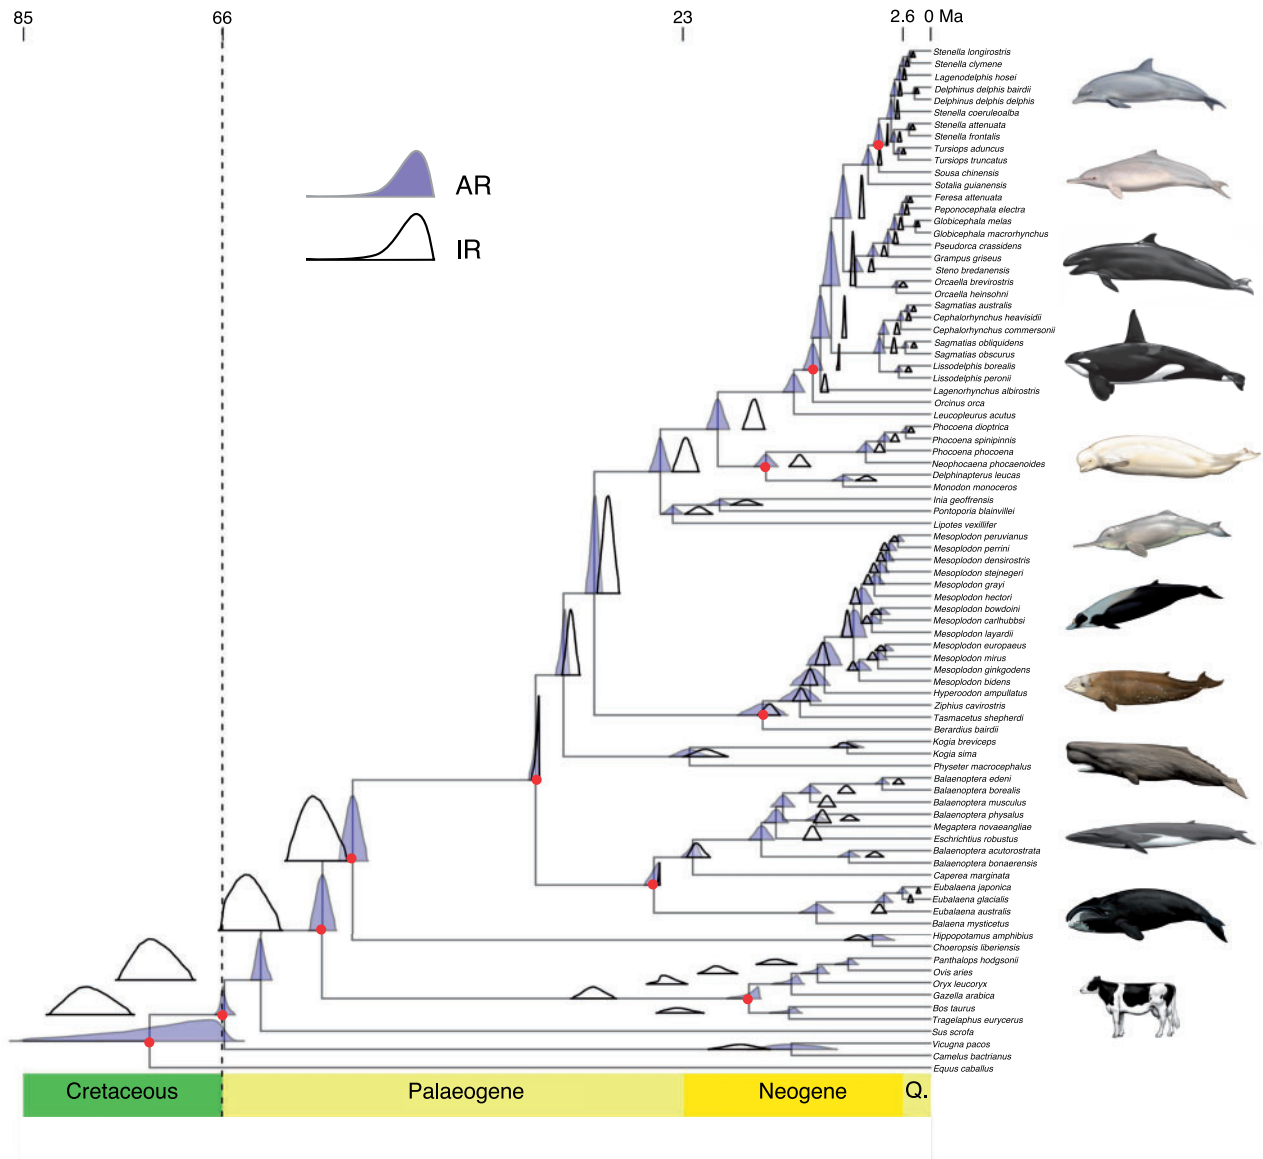 85 66 23 2.6 0 Ma
AR
IR
Stenella longirostris
Stenella clymene
Lagenodelphis hosei
Delphinus delphis bairdii
Delphinus delphis delphis
Stenella coeruleoalba
Stenella attenuata
Stenella frontalis
Tursiops aduncus
Tursiops truncatus
Sousa chinensis
Sotalia guianensis
Feresa attenuata
Peponocephala electra
Globicephala melas
Globicephala macrorhynchus
Pseudorca crassidens
Grampus griseus
Steno bredanensis
Orcaella brevirostris
Orcaella heinsohni
Sagmatias australis
Cephalorhynchus heavisidii
Cephalorhynchus commersonii
Sagmatias obliquidens
Sagmatias obscurus
Lissodelphis borealis
Lissodelphis peronii
Lagenorhynchus albirostris
Orcinus orca
Leucopleurus acutus
Phocoena dioptrica
Phocoena spinipinnis
Phocoena phocoena
Neophocaena phocaenoides
Delphinapterus leucas
Monodon monoceros
Inia geoffrensis
Pontoporia blainvillei
Lipotes vexillifer
Mesoplodon peruvianus
Mesoplodon perrini
Mesoplodon densirostris
Mesoplodon stejnegeri
Mesoplodon grayi
Mesoplodon hectori
Mesoplodon bowdoini
Mesoplodon carlhubbsi
Mesoplodon layardii
Mesoplodon europaeus
Mesoplodon mirus
Mesoplodon ginkgodens
Mesoplodon bidens
Hyperoodon ampullatus
Ziphius cavirostris
Tasmacetus shepherdi
Berardius bairdii
Kogia breviceps
Kogia sima
Physeter macrocephalus
Balaenoptera edeni
Balaenoptera borealis
Balaenoptera musculus
Balaenoptera physalus
Megaptera novaeangliae
Eschrichtius robustus
Balaenoptera acutorostrata
Balaenoptera bonaerensis
Caperea marginata
Eubalaena japonica
Eubalaena glacialis
Eubalaena australis
Balaena mysticetus
Hippopotamus amphibius
Choeropsis liberiensis
Panthalops hodgsonii
Ovis aries
Oryx leucoryx
Gazella arabica
Bos taurus
Tragelaphus eurycerus
Sus scrofa
Vicugna pacos
Camelus bactrianus
Equus caballus
Cretaceous Palaeogene Neogene Q.